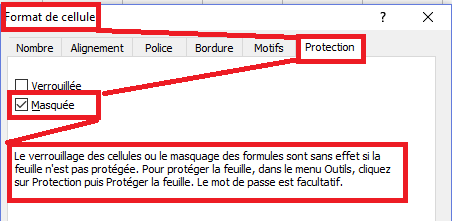 Format de cellule
? ×
Nombre Alignement Police Bordure Motifs Protection
Verrouillée
Masquée
Le verrouillage des cellules ou le masquage des formules sont sans effet si la
feuille n'est pas protégée. Pour protéger la feuille, dans le menu Outils, cliquez
sur Protection puis Protéger la feuille. Le mot de passe est facultatif.